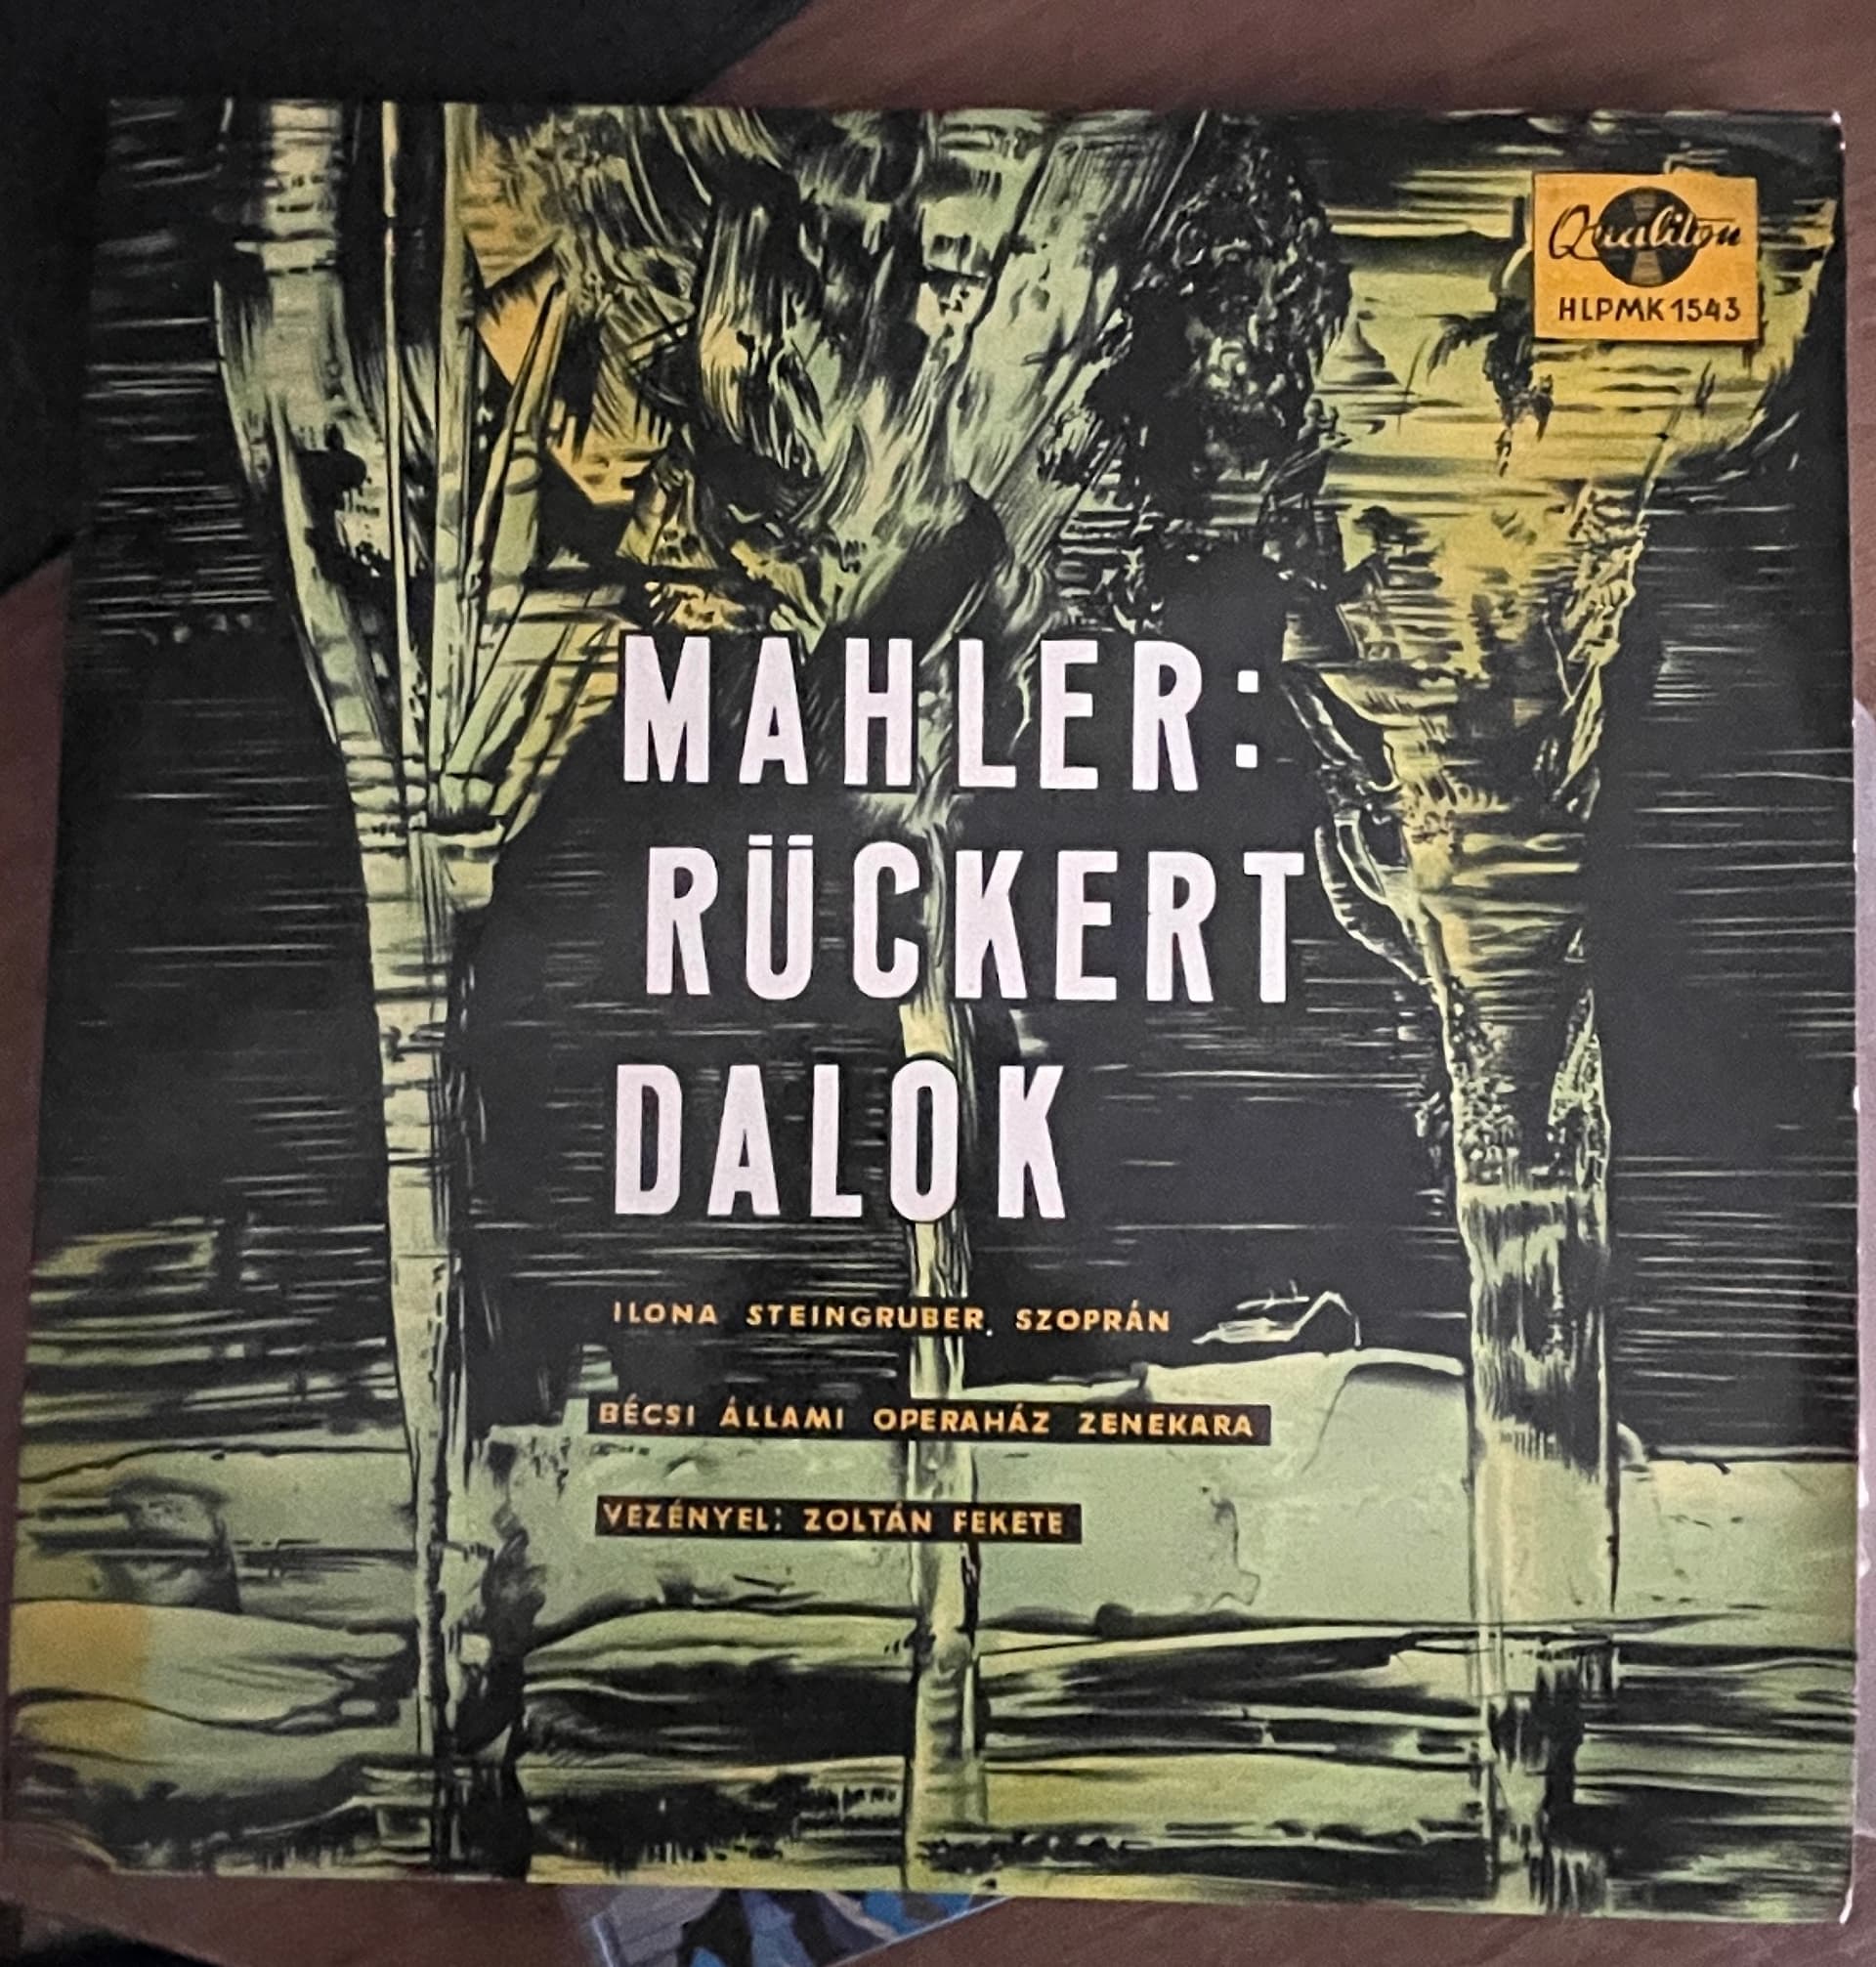 Qualiton
HLPMK 1543
MAHLER:
RÜCKERT
DALOK
ILONA STEINGRUBER, SZOPRÁN
BÉCSI ÁLLAMI OPERAHÁZ ZENEKARA
VEZÉNYEL: ZOLTÁN FEKETE